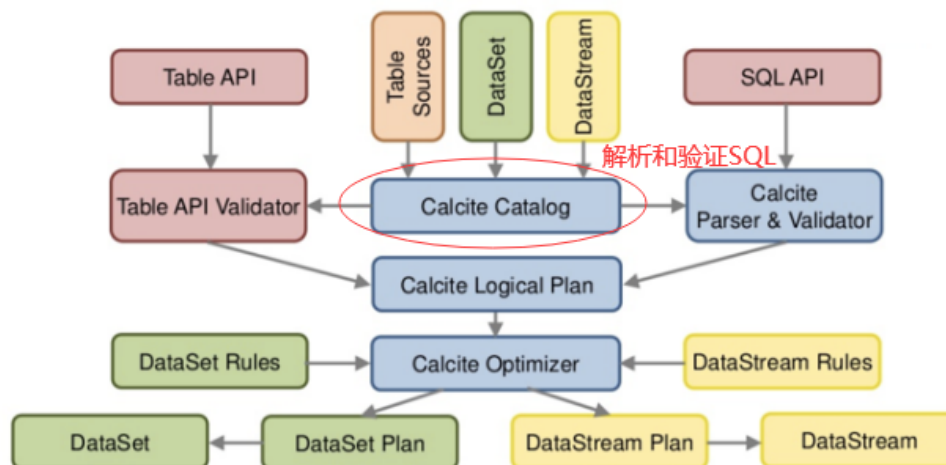 Table API
Table
Sources
DataSet
DataStream
SQL API
解析和验证SQL
Table API Validator
Calcite Catalog
Calcite
Parser & Validator
Calcite Logical Plan
DataSet Rules
Calcite Optimizer
DataStream Rules
DataSet
DataSet Plan
DataStream Plan
DataStream